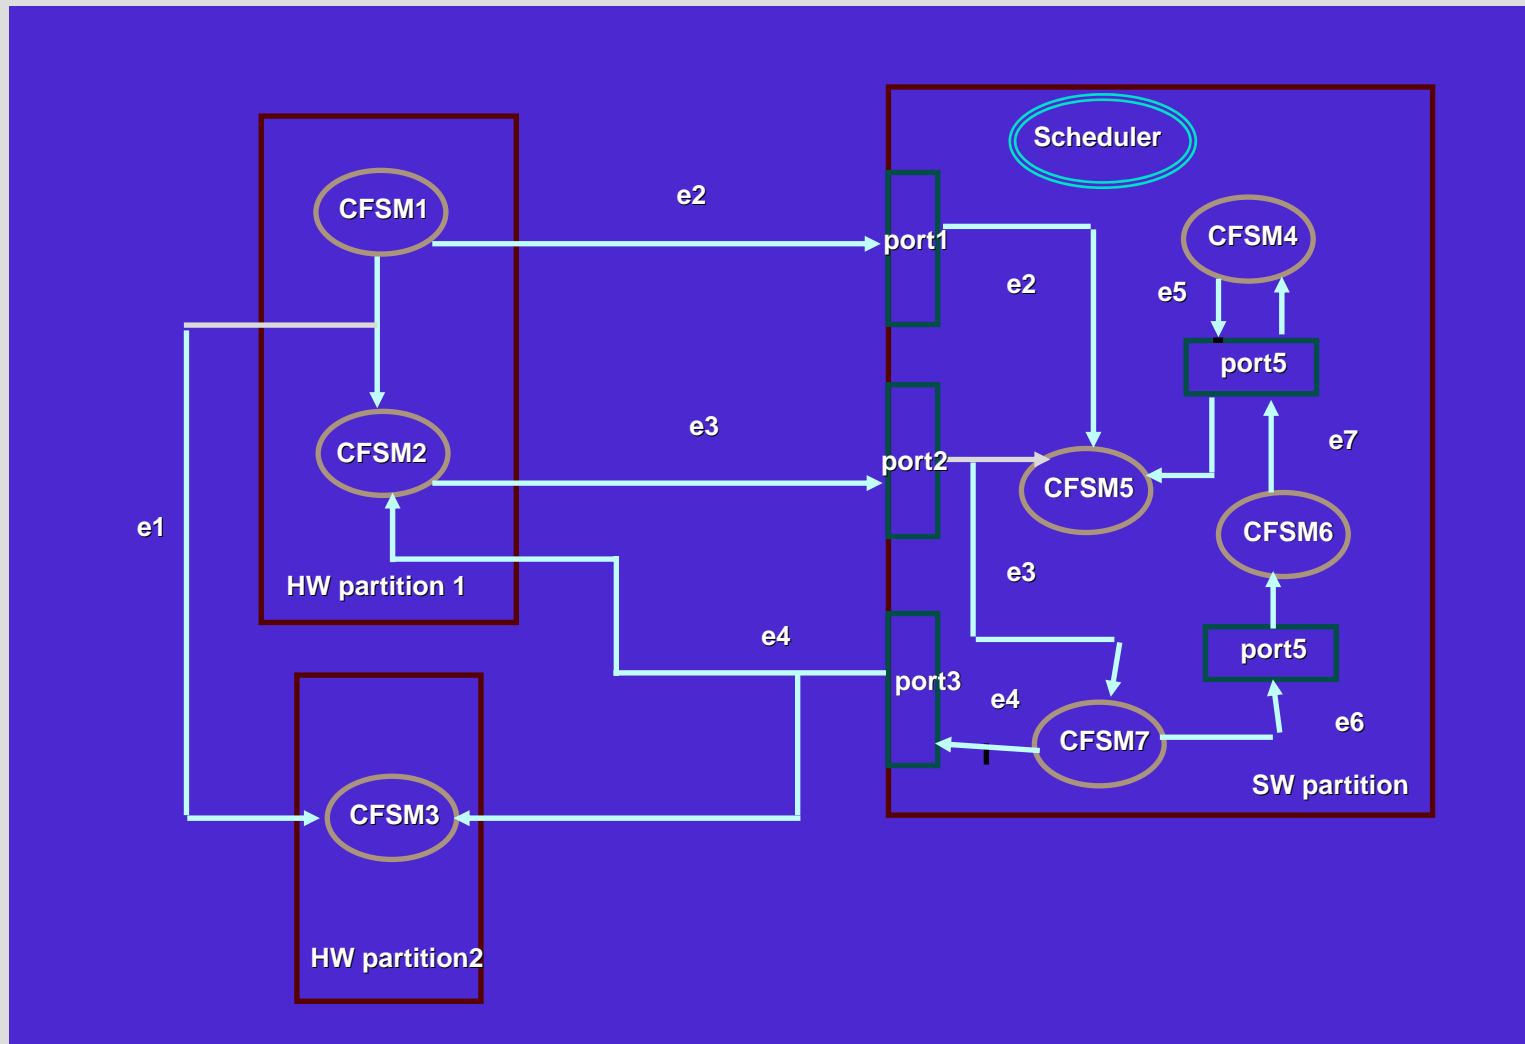 Scheduler
CFSM1
e2
port1
CFSM4
e2
e5
port5
e3
e7
CFSM2
port2
CFSM5
e1
CFSM6
e3
HW partition 1
e4
port5
port3
e4
e6
CFSM7
SW partition
CFSM3
HW partition2